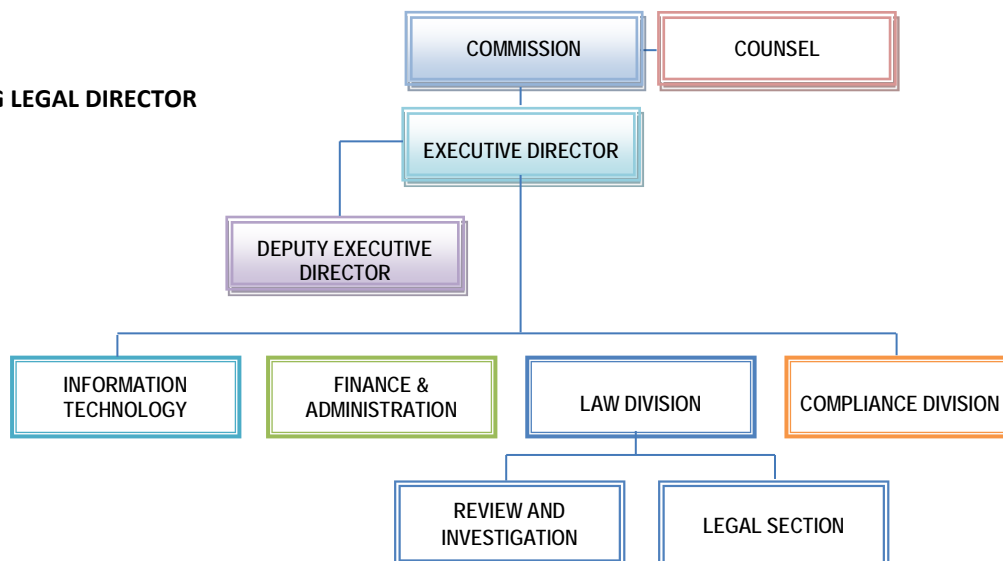 COMMISSION
COUNSEL
LEGAL DIRECTOR
EXECUTIVE DIRECTOR
DEPUTY EXECUTIVE
DIRECTOR
INFORMATION
TECHNOLOGY
FINANCE &
ADMINISTRATION
LAW DIVISION
COMPLIANCE DIVISION
REVIEW AND
INVESTIGATION
LEGAL SECTION